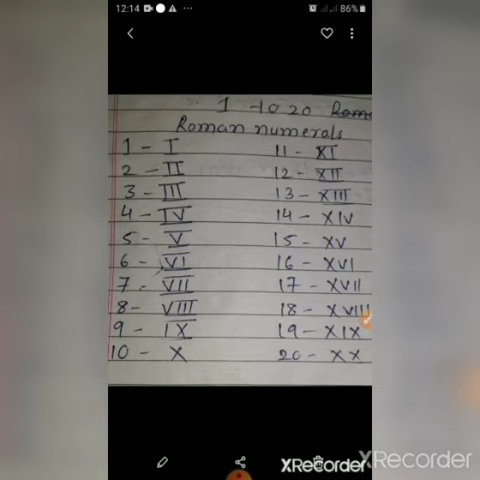 12:14
86%
1 to 20 Rom
Roman numerals
1 - I
2 - II
3 - III
4 - IV
5 - V
6 - VI
7 - VII
8 - VIII
9 - IX
10 - X
11 - XI
12 - XII
13 - XIII
14 - XIV
15 - XV
16 - XVI
17 - XVII
18 - XVIII
19 - XIX
20 - XX
XRecorder
XRecorder